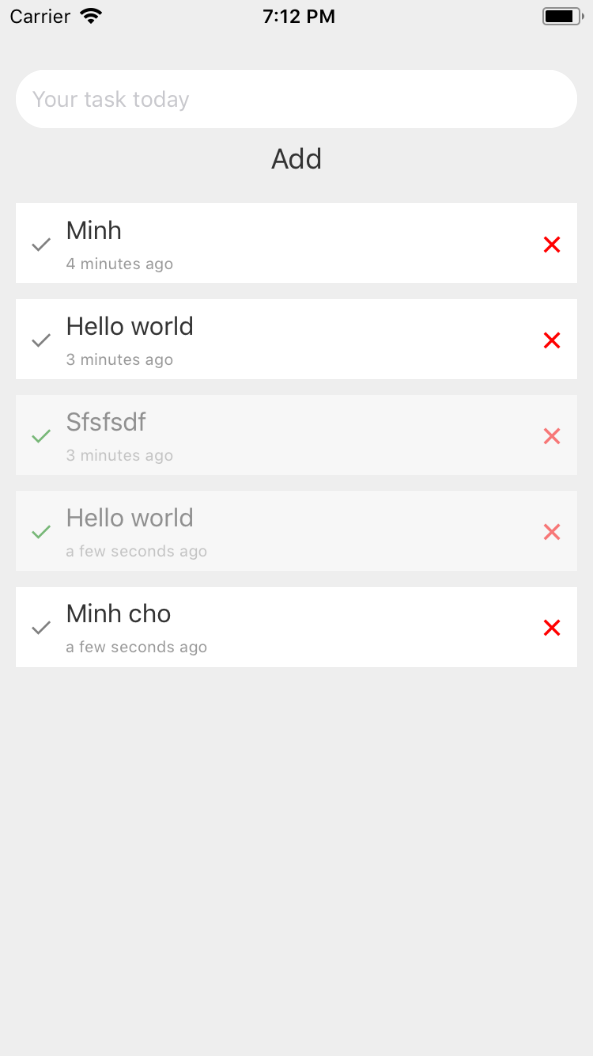 Carrier 7:12 PM
Your task today
Add
Minh
4 minutes ago
Hello world
3 minutes ago
Sfsfsdf
3 minutes ago
Hello world
a few seconds ago
Minh cho
a few seconds ago